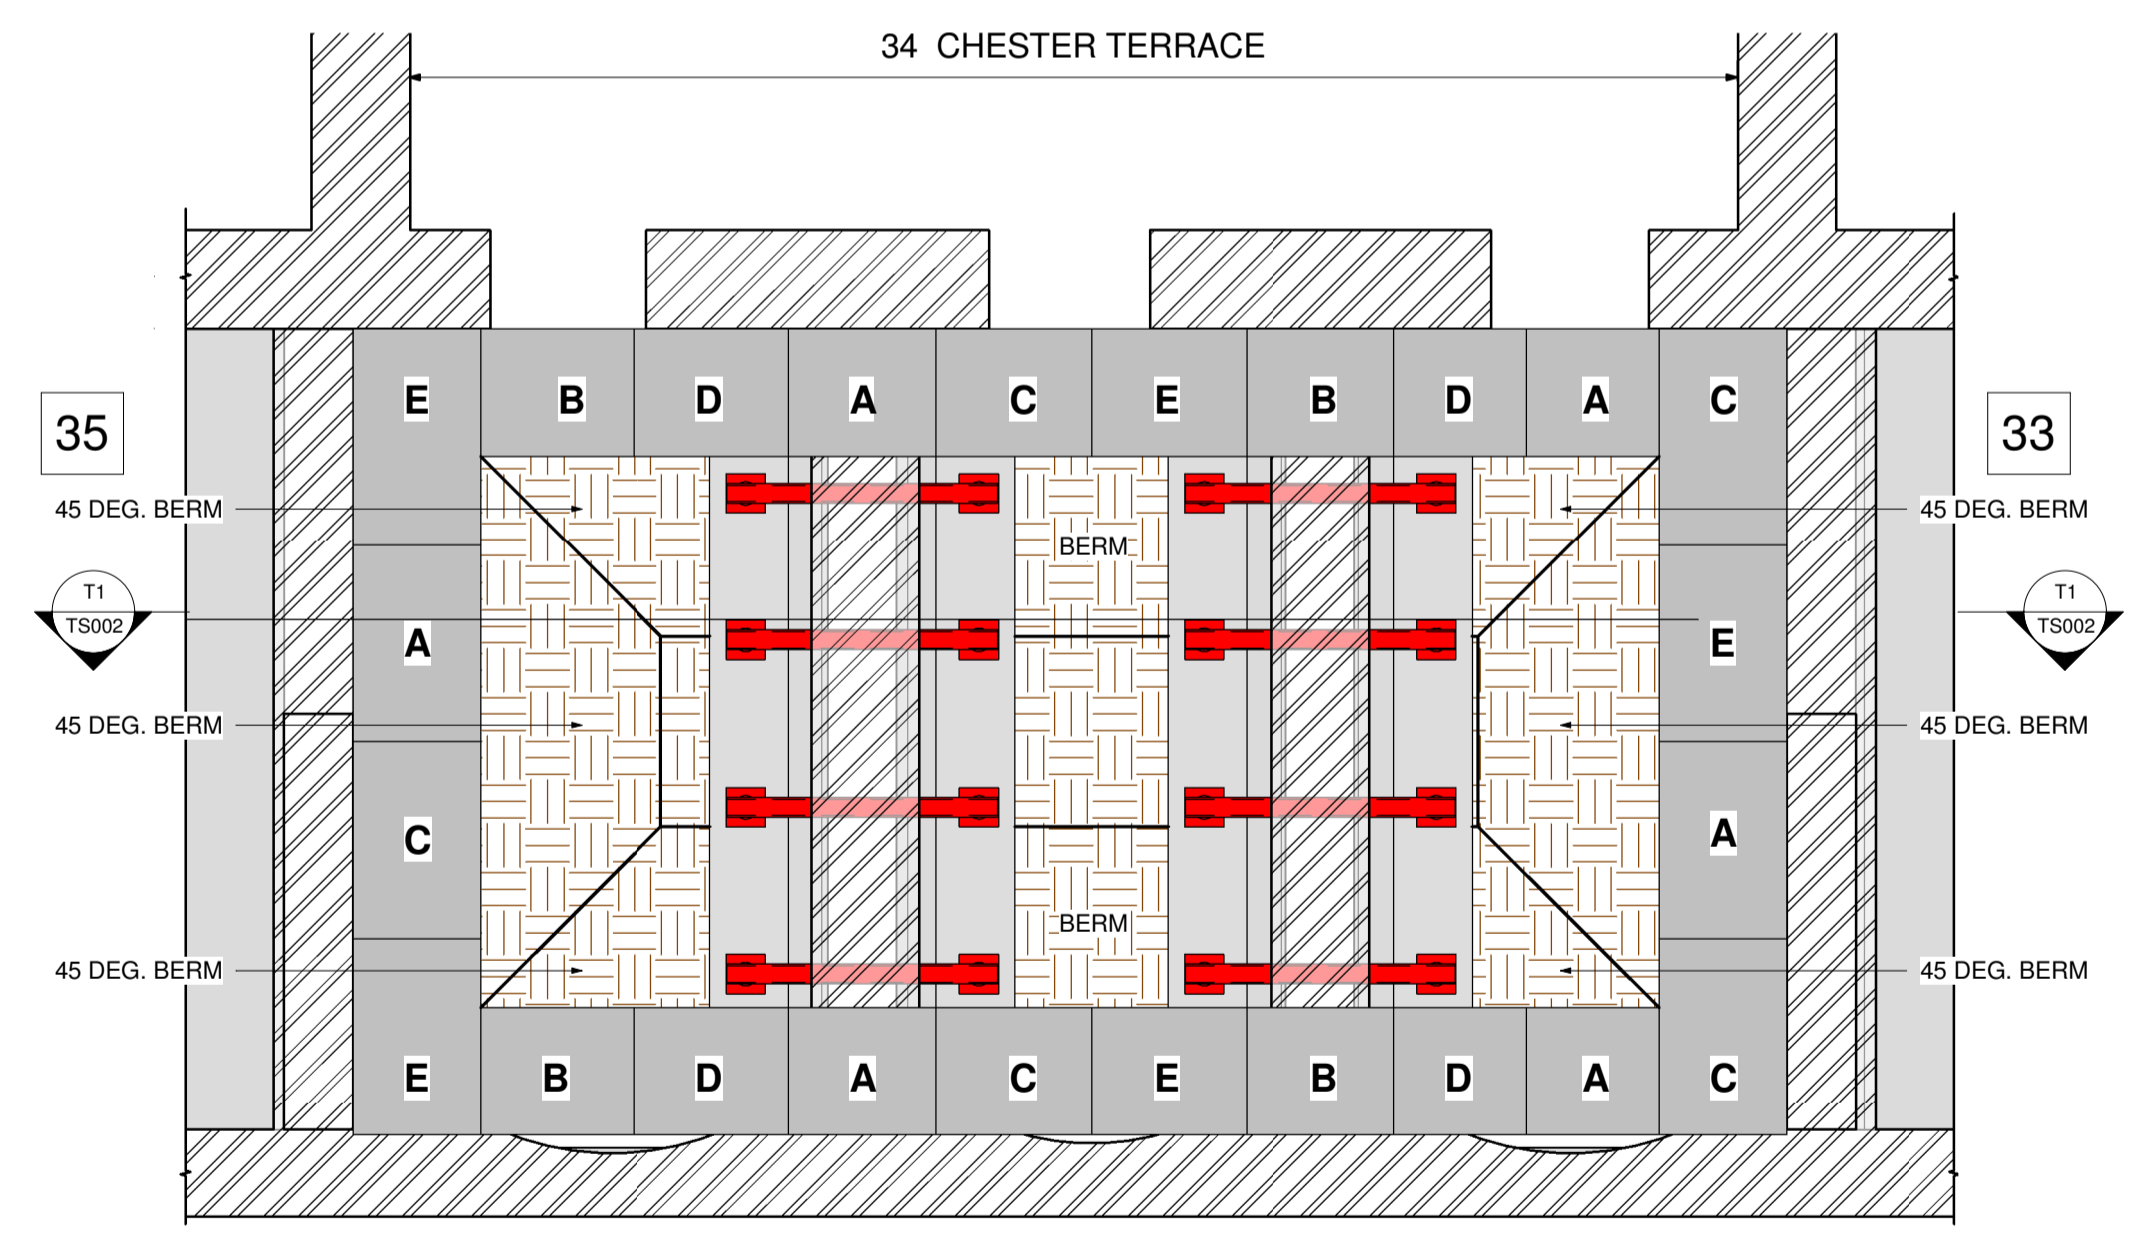 34 CHESTER TERRACE
E B D A C E B D A C
35
33
45 DEG. BERM
45 DEG. BERM
BERM
T1
TS002
T1
TS002
A
E
45 DEG. BERM
45 DEG. BERM
C
A
BERM
45 DEG. BERM
45 DEG. BERM
E B D A C E B D A C